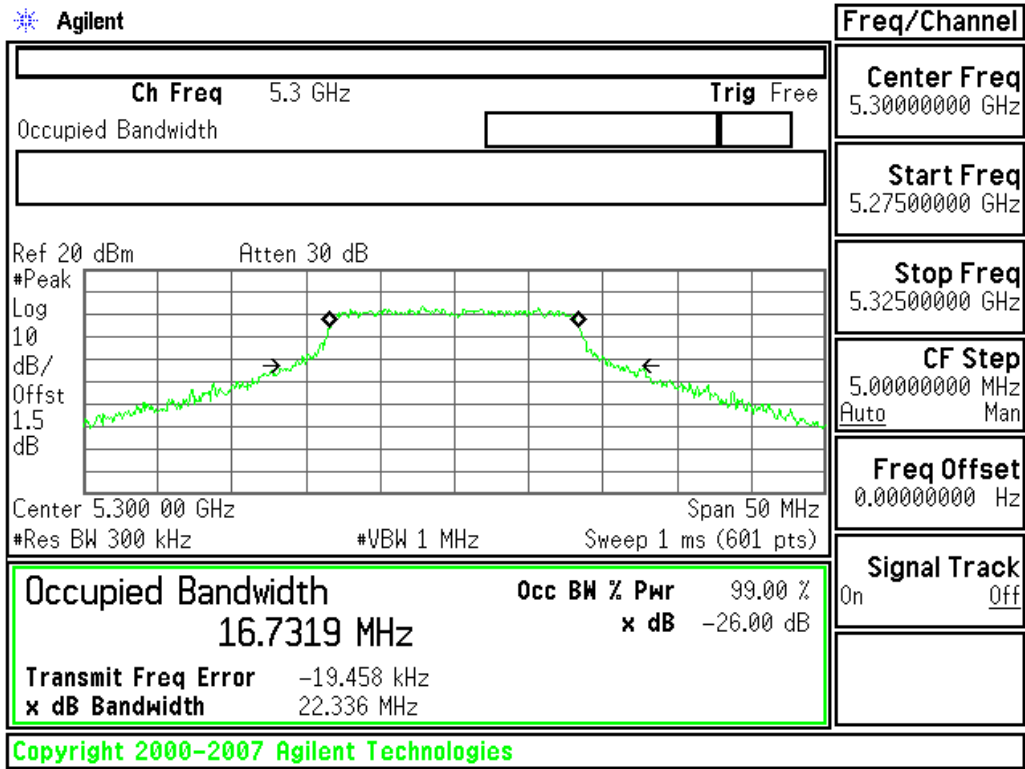 Agilent
Freq/Channel
Ch Freq 5.3 GHz Trig Free
Occupied Bandwidth
Center Freq
5.30000000 GHz
Start Freq
5.27500000 GHz
Stop Freq
5.32500000 GHz
CF Step
5.00000000 MHz
Auto Man
Freq Offset
0.00000000 Hz
Signal Track
On Off
Ref 20 dBm Atten 30 dB
#Peak
Log
10
dB/
Offst
1.5
dB
Center 5.300 00 GHz Span 50 MHz
#Res BW 300 kHz #VBW 1 MHz Sweep 1 ms (601 pts)
Occupied Bandwidth
16.7319 MHz
Occ BW % Pwr 99.00 %
x dB -26.00 dB
Transmit Freq Error -19.458 kHz
x dB Bandwidth 22.336 MHz
Copyright 2000-2007 Agilent Technologies